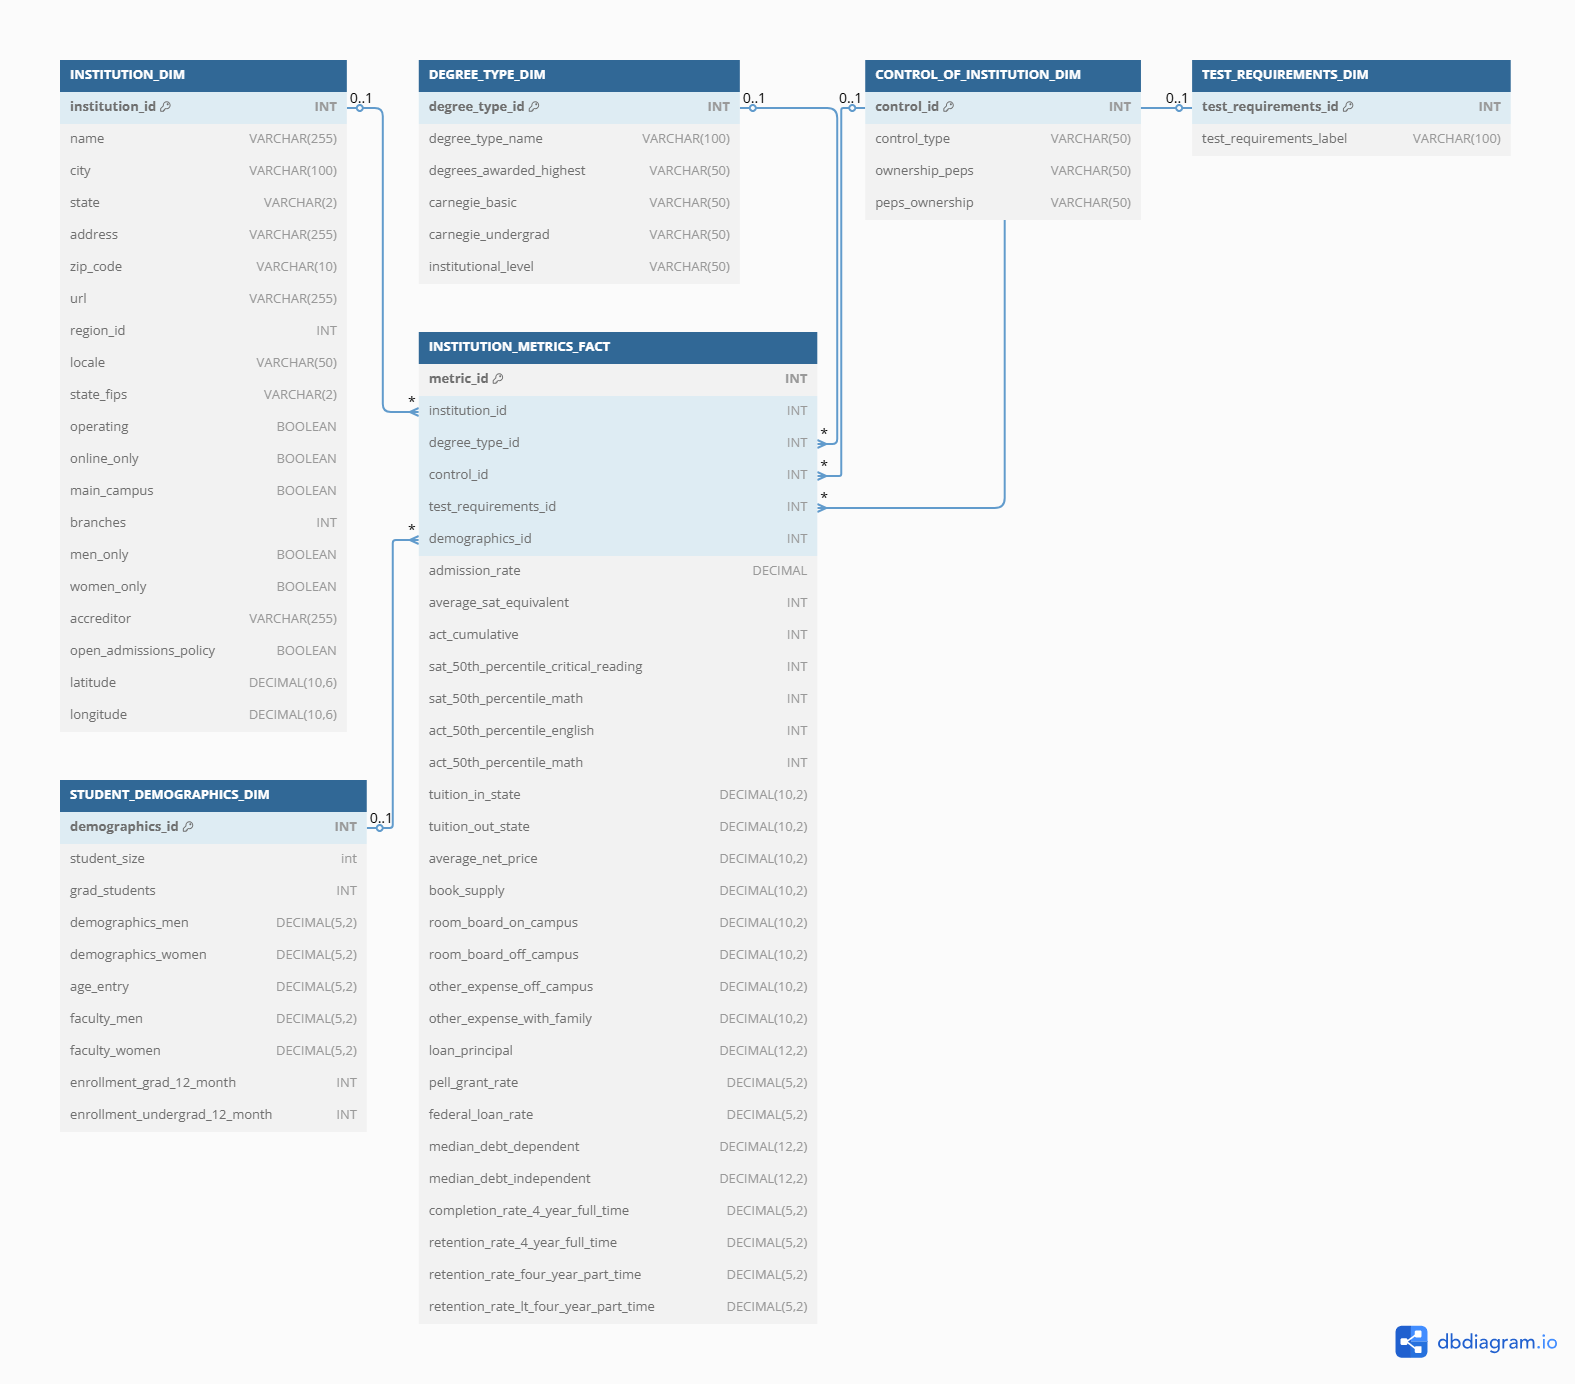 INSTITUTION_DIM
institution_id INT
name VARCHAR(255)
city VARCHAR(100)
state VARCHAR(2)
address VARCHAR(255)
zip_code VARCHAR(10)
url VARCHAR(255)
region_id INT
locale VARCHAR(50)
state_fips VARCHAR(2)
operating BOOLEAN
online_only BOOLEAN
main_campus BOOLEAN
branches INT
men_only BOOLEAN
women_only BOOLEAN
accreditor VARCHAR(255)
open_admissions_policy BOOLEAN
latitude DECIMAL(10,6)
longitude DECIMAL(10,6)
0..1
DEGREE_TYPE_DIM
degree_type_id INT
degree_type_name VARCHAR(100)
degrees_awarded_highest VARCHAR(50)
carnegie_basic VARCHAR(50)
carnegie_undergrad VARCHAR(50)
institutional_level VARCHAR(50)
0..1
0..1
CONTROL_OF_INSTITUTION_DIM
control_id INT
control_type VARCHAR(50)
ownership_peps VARCHAR(50)
peps_ownership VARCHAR(50)
0..1
TEST_REQUIREMENTS_DIM
test_requirements_id INT
test_requirements_label VARCHAR(100)
INSTITUTION_METRICS_FACT
metric_id INT
* institution_id INT
degree_type_id INT *
control_id INT *
test_requirements_id INT *
* demographics_id INT
admission_rate DECIMAL
average_sat_equivalent INT
act_cumulative INT
sat_50th_percentile_critical_reading INT
sat_50th_percentile_math INT
act_50th_percentile_english INT
act_50th_percentile_math INT
tuition_in_state DECIMAL(10,2)
tuition_out_state DECIMAL(10,2)
average_net_price DECIMAL(10,2)
book_supply DECIMAL(10,2)
room_board_on_campus DECIMAL(10,2)
room_board_off_campus DECIMAL(10,2)
other_expense_off_campus DECIMAL(10,2)
other_expense_with_family DECIMAL(10,2)
loan_principal DECIMAL(12,2)
pell_grant_rate DECIMAL(5,2)
federal_loan_rate DECIMAL(5,2)
median_debt_dependent DECIMAL(12,2)
median_debt_independent DECIMAL(12,2)
completion_rate_4_year_full_time DECIMAL(5,2)
retention_rate_4_year_full_time DECIMAL(5,2)
retention_rate_four_year_part_time DECIMAL(5,2)
retention_rate_lt_four_year_part_time DECIMAL(5,2)
STUDENT_DEMOGRAPHICS_DIM
demographics_id INT
0..1
student_size int
grad_students INT
demographics_men DECIMAL(5,2)
demographics_women DECIMAL(5,2)
age_entry DECIMAL(5,2)
faculty_men DECIMAL(5,2)
faculty_women DECIMAL(5,2)
enrollment_grad_12_month INT
enrollment_undergrad_12_month INT
dbdiagram.io